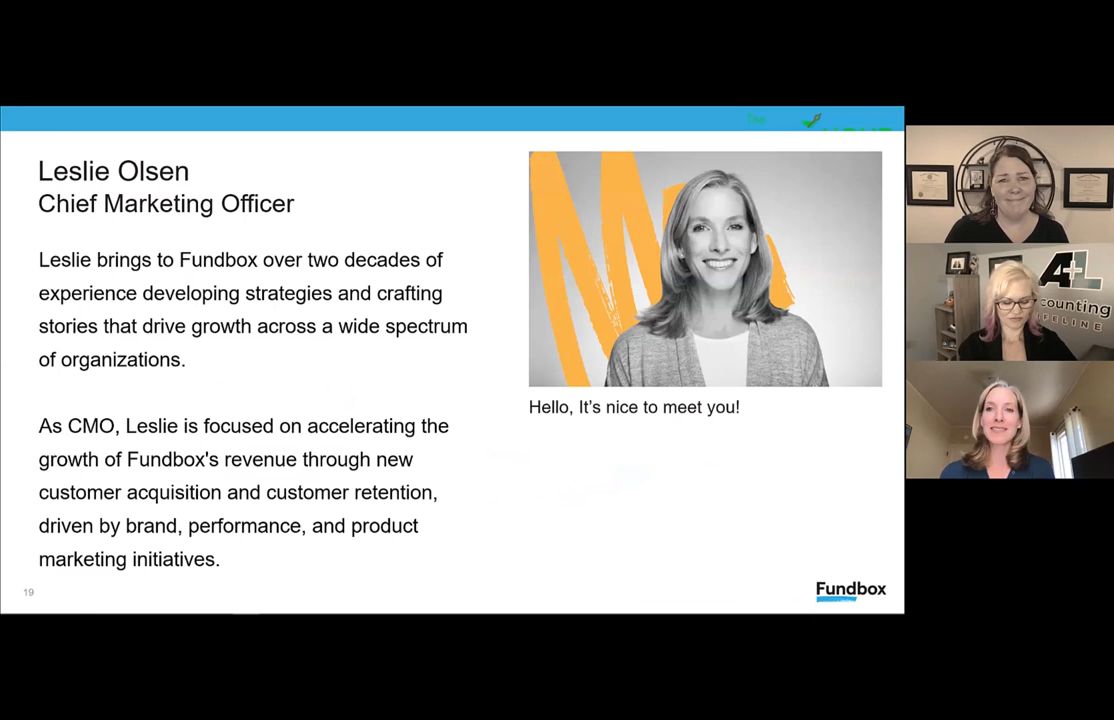 The
Leslie Olsen
Chief Marketing Officer
Leslie brings to Fundbox over two decades of
experience developing strategies and crafting
stories that drive growth across a wide spectrum
of organizations.
As CMO, Leslie is focused on accelerating the
growth of Fundbox's revenue through new
customer acquisition and customer retention,
driven by brand, performance, and product
marketing initiatives.
Hello, It’s nice to meet you!
19
Fundbox
A+L
counting
IFELINE